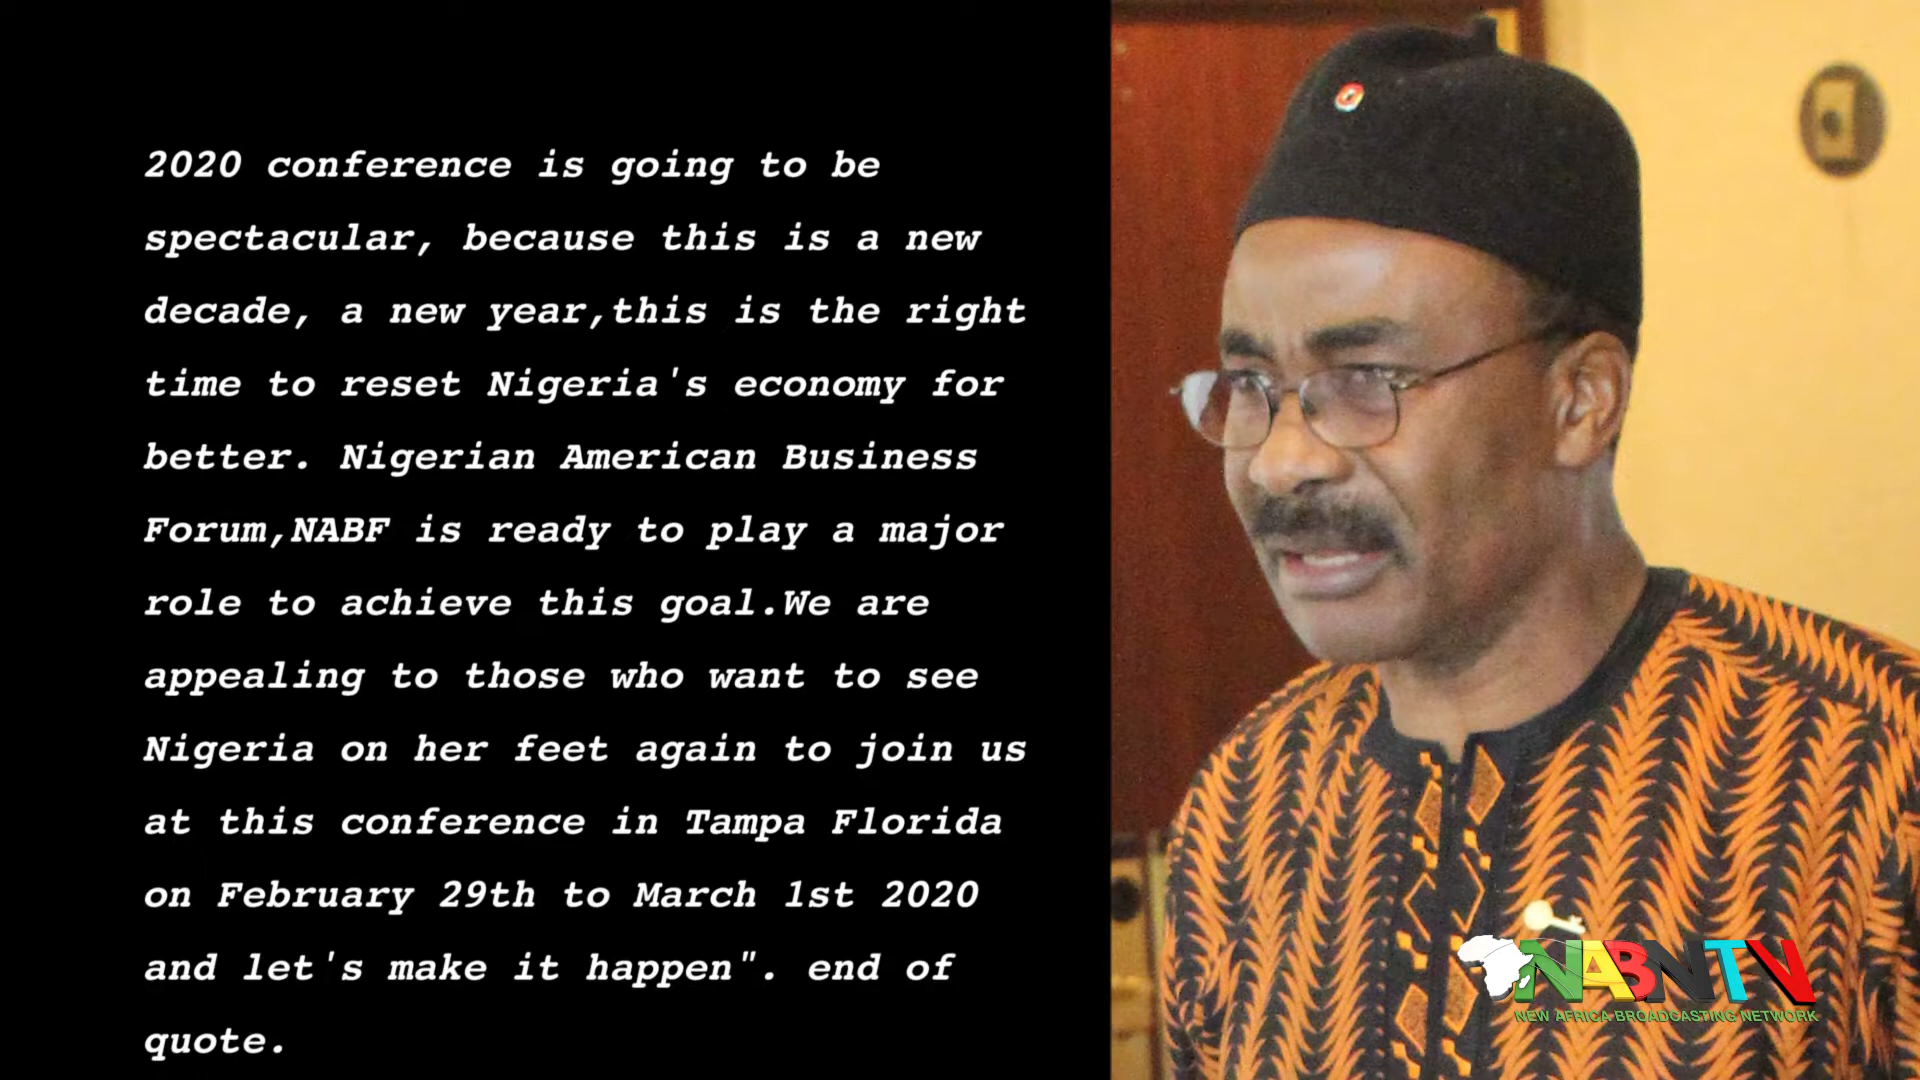 2020 conference is going to be
spectacular, because this is a new
decade, a new year,this is the right
time to reset Nigeria's economy for
better. Nigerian American Business
Forum,NABF is ready to play a major
role to achieve this goal.We are
appealing to those who want to see
Nigeria on her feet again to join us
at this conference in Tampa Florida
on February 29th to March 1st 2020
and let's make it happen". end of
quote.
NABNTV
NEW AFRICA BROADCASTING NETWORK